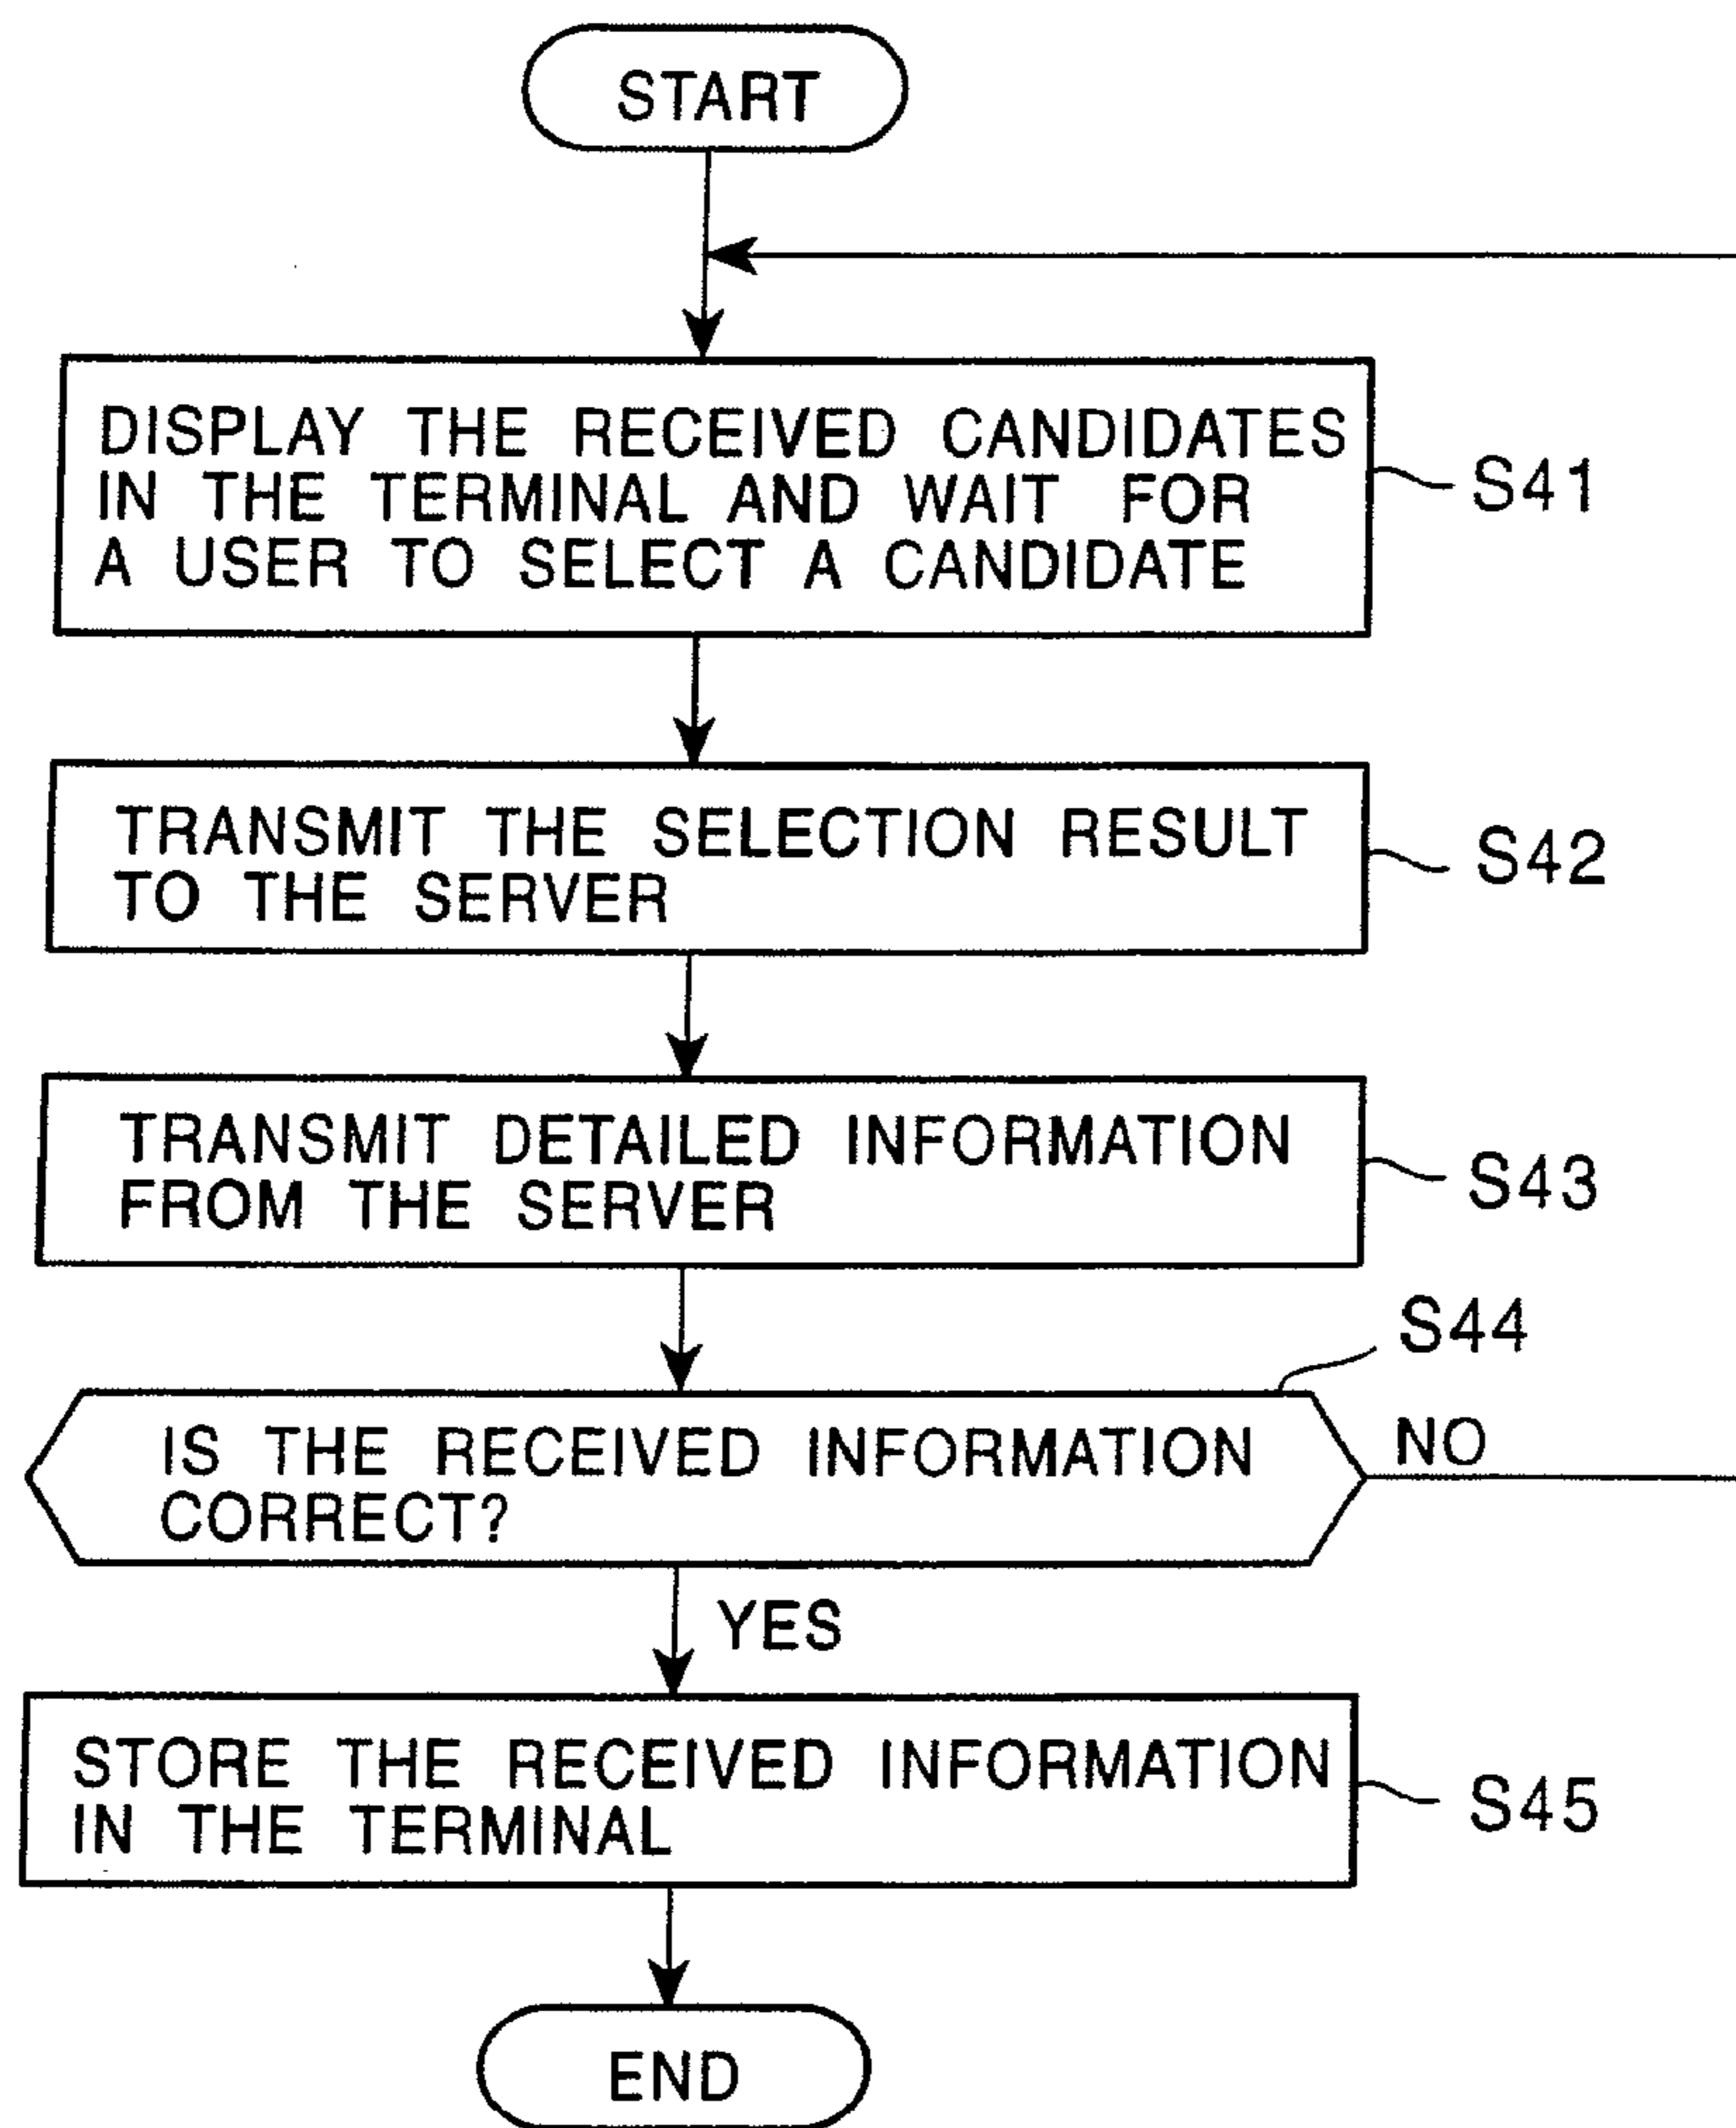 START
DISPLAY THE RECEIVED CANDIDATES
IN THE TERMINAL AND WAIT FOR
A USER TO SELECT A CANDIDATE
S41
TRANSMIT THE SELECTION RESULT
TO THE SERVER
S42
TRANSMIT DETAILED INFORMATION
FROM THE SERVER
S43
S44
IS THE RECEIVED INFORMATION
CORRECT?
NO
YES
STORE THE RECEIVED INFORMATION
IN THE TERMINAL
S45
END